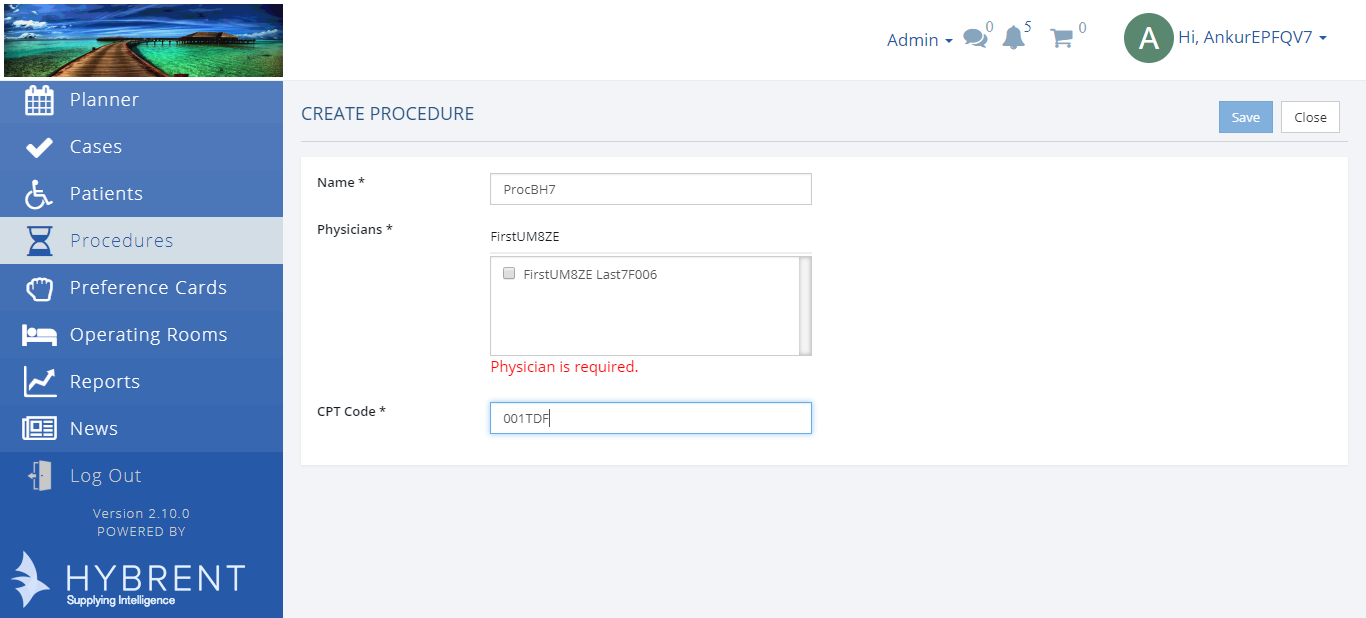 Admin
0
5
0
A
Hi, AnkurEPFQV7
Planner
Cases
Patients
Procedures
Preference Cards
Operating Rooms
Reports
News
Log Out
Version 2.10.0
POWERED BY
HYBRENT
Supplying Intelligence
CREATE PROCEDURE
Save
Close
Name *
ProcBH7
Physicians *
FirstUM8ZE
FirstUM8ZE Last7F006
Physician is required.
CPT Code *
001TDF